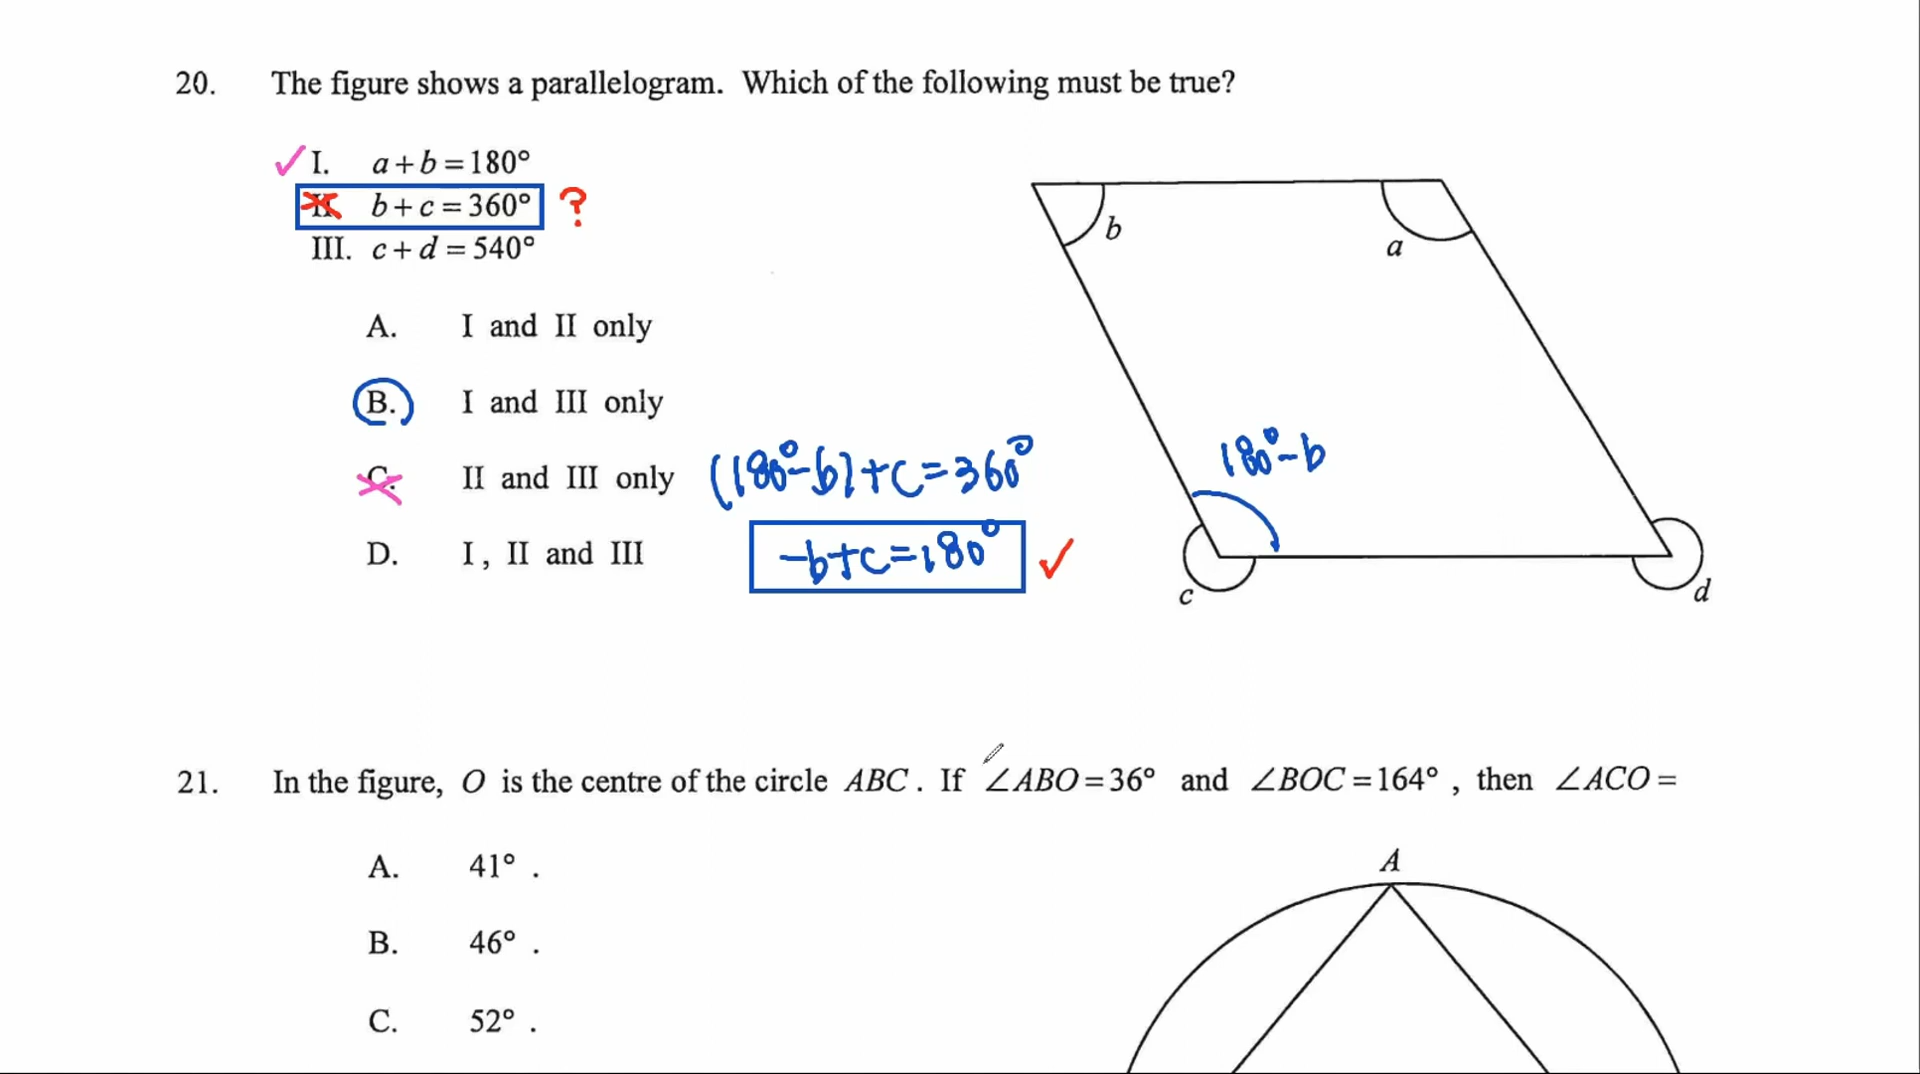 20. The figure shows a parallelogram. Which of the following must be true?
✓ I. a + b = 180°
II. b + c = 360° ?
III. c + d = 540°
A. I and II only
B. I and III only
C. II and III only
D. I , II and III
(180°-b)+c=360°
-b+c=180° ✓
b
a
180°-b
c
d
21. In the figure, O is the centre of the circle ABC . If ∠ABO = 36° and ∠BOC = 164° , then ∠ACO =
A. 41° .
B. 46° .
C. 52° .
A